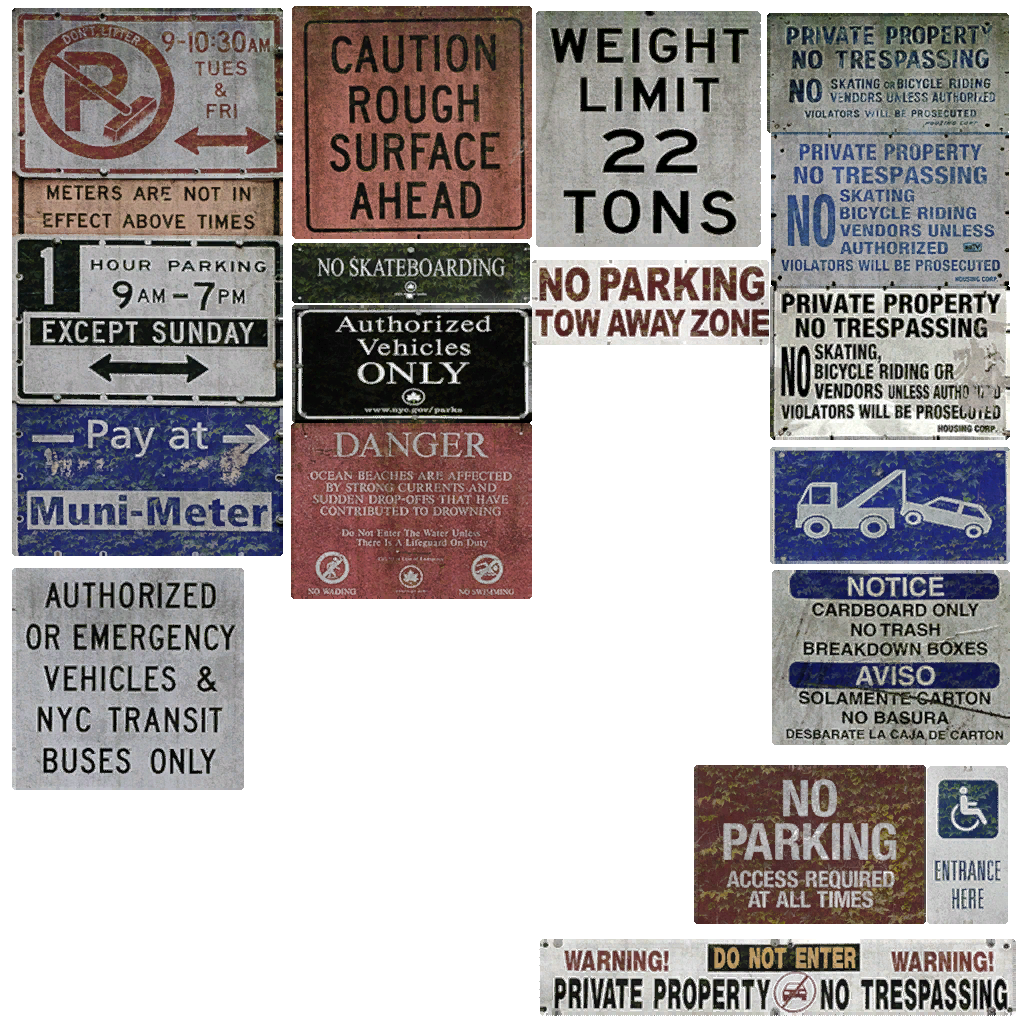 DON'T LITTER
9-10:30AM
TUES
&
FRI
METERS ARE NOT IN
EFFECT ABOVE TIMES
1 HOUR PARKING
9AM-7PM
EXCEPT SUNDAY
Pay at
Muni-Meter
AUTHORIZED
OR EMERGENCY
VEHICLES &
NYC TRANSIT
BUSES ONLY
CAUTION
ROUGH
SURFACE
AHEAD
NO SKATEBOARDING
Authorized
Vehicles
ONLY
www.nyc.gov/parks
DANGER
OCEAN BEACHES ARE AFFECTED
BY STRONG CURRENTS AND
SUDDEN DROP-OFFS THAT HAVE
CONTRIBUTED TO DROWNING
Do Not Enter The Water Unless
There Is A Lifeguard On Duty
NO WADING
NO SWIMMING
WEIGHT
LIMIT
22
TONS
NO PARKING
TOW AWAY ZONE
PRIVATE PROPERTY
NO TRESPASSING
NO SKATING OR BICYCLE RIDING
VENDORS UNLESS AUTHORIZED
VIOLATORS WILL BE PROSECUTED
HOUSING CORP.
PRIVATE PROPERTY
NO TRESPASSING
NO SKATING
BICYCLE RIDING
VENDORS UNLESS
AUTHORIZED
VIOLATORS WILL BE PROSECUTED
HOUSING CORP.
PRIVATE PROPERTY
NO TRESPASSING
NO SKATING,
BICYCLE RIDING OR
VENDORS UNLESS
VIOLATORS WILL BE PROSECUTED
HOUSING CORP.
NOTICE
CARDBOARD ONLY
NO TRASH
BREAKDOWN BOXES
AVISO
SOLAMENTE CARTON
NO BASURA
DESBARATE LA CAJA DE CARTON
NO
PARKING
ACCESS REQUIRED
AT ALL TIMES
ENTRANCE
HERE
WARNING! DO NOT ENTER WARNING!
PRIVATE PROPERTY NO TRESPASSING